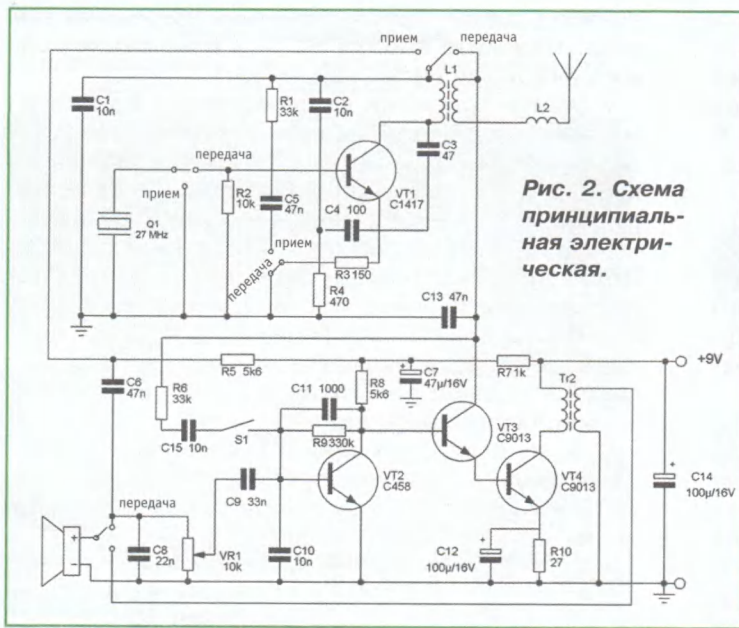 прием
передача
L1
L2
C1
10n
R1
33k
C2
10n
C3
47
передача
прием
Q1
27 MHz
R2
10k
C5
47n
VT1
C1417
C4 100
прием
передача
R3 150
R4
470
Рис. 2. Схема
принципиаль-
ная электри-
ческая.
C13 47n
+9V
C6
47n
R6
33k
R5 5k6
C11 1000
R8
5k6
C7
47µ/16V
R7 1k
Tr2
C15 10n
S1
R9 330k
VT3
C9013
VT2
C458
VT4
C9013
C14
100µ/16V
передача
C9 33n
+
−
C8
22n
VR1
10k
C10
10n
C12
100µ/16V
R10
27